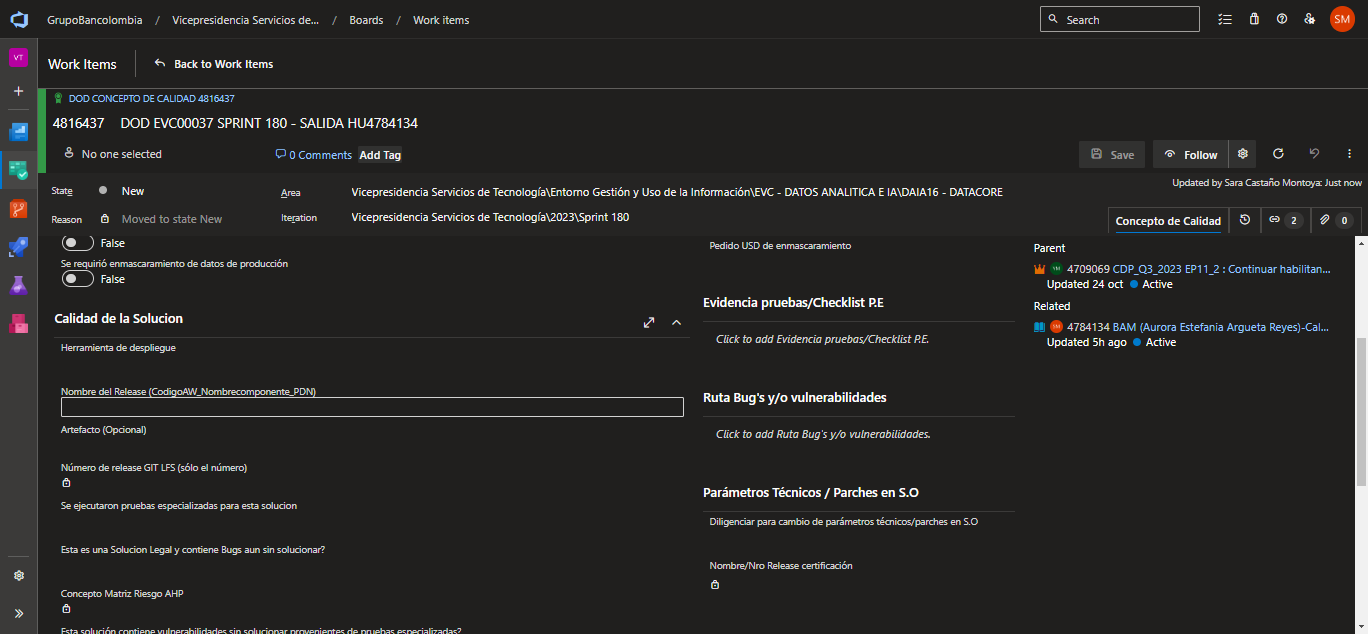 GrupoBancolombia / Vicepresidencia Servicios de... / Boards / Work items
Search
SM
VT
Work Items
Back to Work Items
DOD CONCEPTO DE CALIDAD 4816437
4816437 DOD EVC00037 SPRINT 180 - SALIDA HU4784134
No one selected
0 Comments
Add Tag
Save
Follow
State
New
Area
Vicepresidencia Servicios de Tecnología\Entorno Gestión y Uso de la Información\EVC - DATOS ANALITICA E IA\DAIA16 - DATACORE
Updated by Sara Castaño Montoya: Just now
Reason
Moved to state New
Iteration
Vicepresidencia Servicios de Tecnología\2023\Sprint 180
Concepto de Calidad
2
0
False
Se requirió enmascaramiento de datos de producción
False
Calidad de la Solucion
Herramienta de despliegue
Nombre del Release (CodigoAW_Nombrecomponente_PDN)
Artefacto (Opcional)
Número de release GIT LFS (sólo el número)
Se ejecutaron pruebas especializadas para esta solucion
Esta es una Solucion Legal y contiene Bugs aun sin solucionar?
Concepto Matriz Riesgo AHP
Esta solución contiene vulnerabilidades sin solucionar provenientes de pruebas especializadas?
Pedido USD de enmascaramiento
Evidencia pruebas/Checklist P.E
Click to add Evidencia pruebas/Checklist P.E.
Ruta Bug's y/o vulnerabilidades
Click to add Ruta Bug's y/o vulnerabilidades.
Parámetros Técnicos / Parches en S.O
Diligenciar para cambio de parámetros técnicos/parches en S.O
Nombre/Nro Release certificación
Parent
YM 4709069 CDP_Q3_2023 EP11_2 : Continuar habilitan...
Updated 24 oct Active
Related
SM 4784134 BAM (Aurora Estefania Argueta Reyes)-Cal...
Updated 5h ago Active